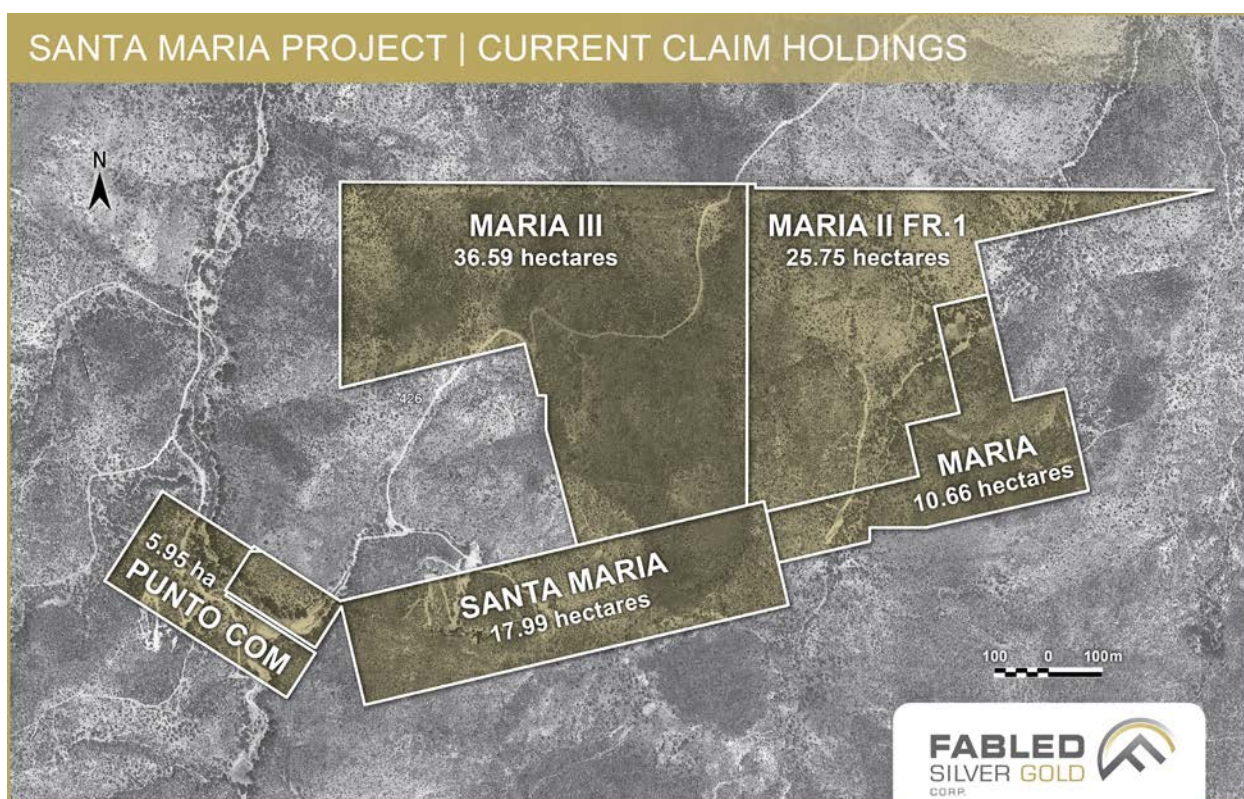 SANTA MARIA PROJECT | CURRENT CLAIM HOLDINGS
N
MARIA III
36.59 hectares
MARIA II FR.1
25.75 hectares
426
MARIA
10.66 hectares
5.95 ha
PUNTO COM
SANTA MARIA
17.99 hectares
100 0 100m
FABLED
SILVER GOLD
CORP.